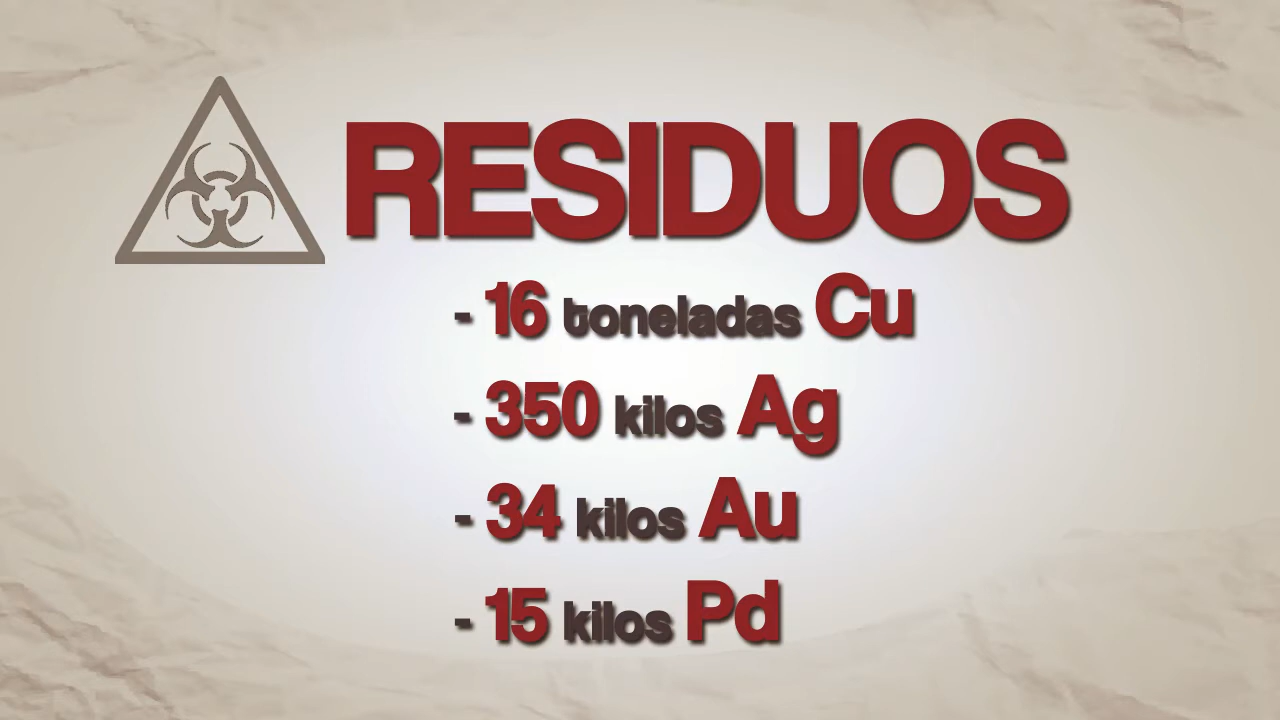 RESIDUOS
- 16 toneladas Cu
- 350 kilos Ag
- 34 kilos Au
- 15 kilos Pd